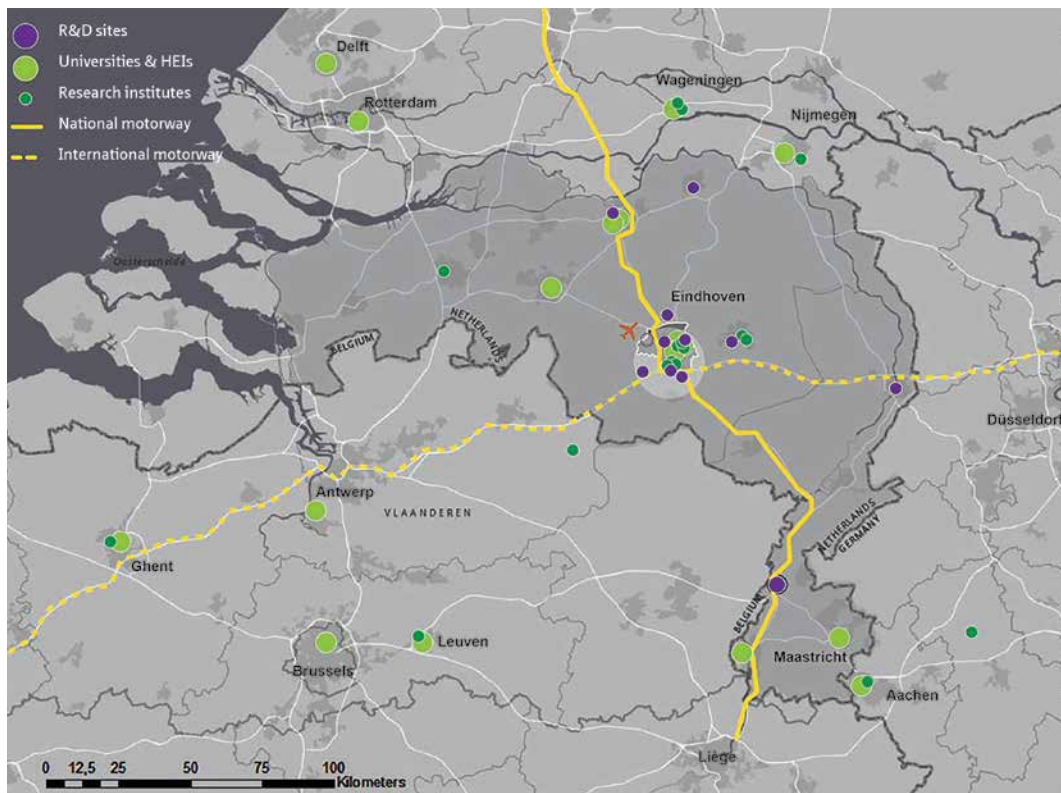 R&D sites
Universities & HEIs
Research institutes
National motorway
International motorway
Delft
Rotterdam
Wageningen
Nijmegen
Oosterschelde
Eindhoven
BELGIUM
NETHERLANDS
Düsseldorf
Antwerp
VLAANDEREN
NETHERLANDS
GERMANY
Ghent
BELGIUM
Brussels
Leuven
Maastricht
Aachen
Liège
0 12,5 25 50 75 100
Kilometers